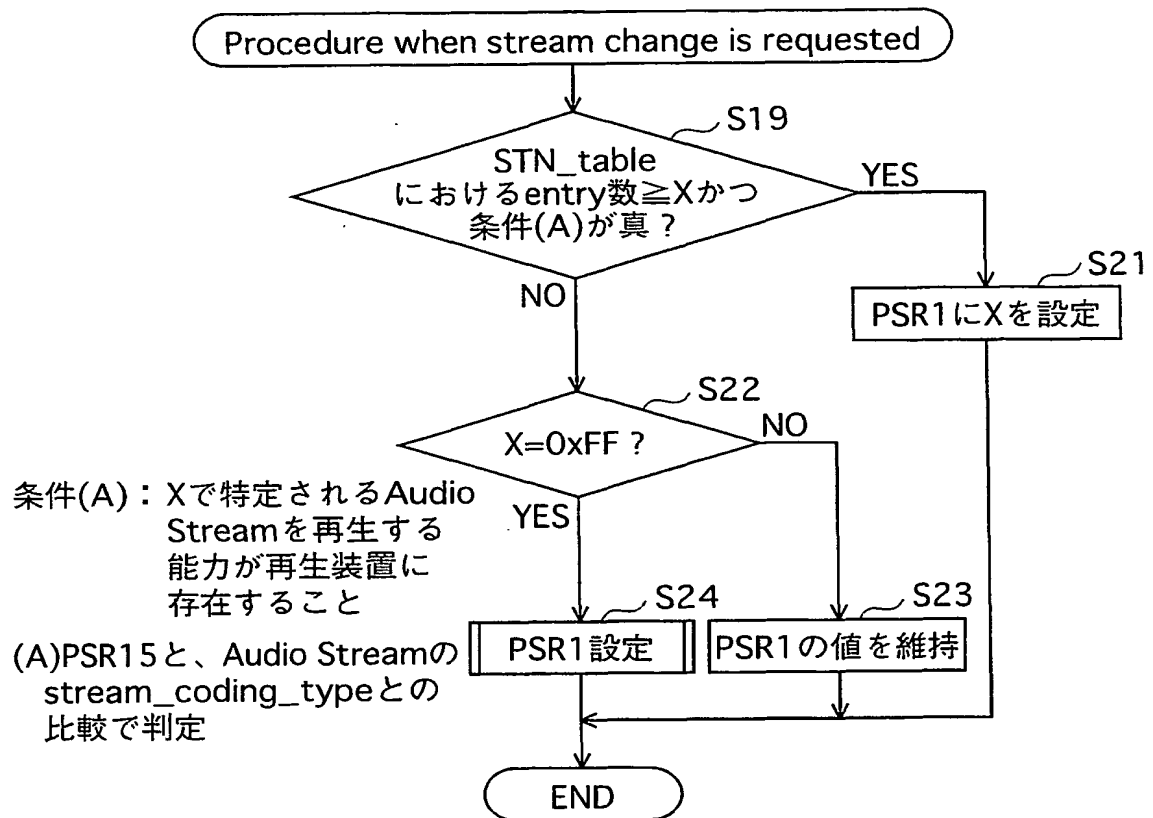 Procedure when stream change is requested
S19
STN_table
におけるentry数≧Xかつ
条件(A)が真？
YES
NO
S21
PSR1にXを設定
S22
X=0xFF？
NO
YES
条件(A)：Xで特定されるAudio
Streamを再生する
能力が再生装置に
存在すること
(A)PSR15と、Audio Streamの
stream_coding_typeとの
比較で判定
S24
PSR1設定
S23
PSR1の値を維持
END